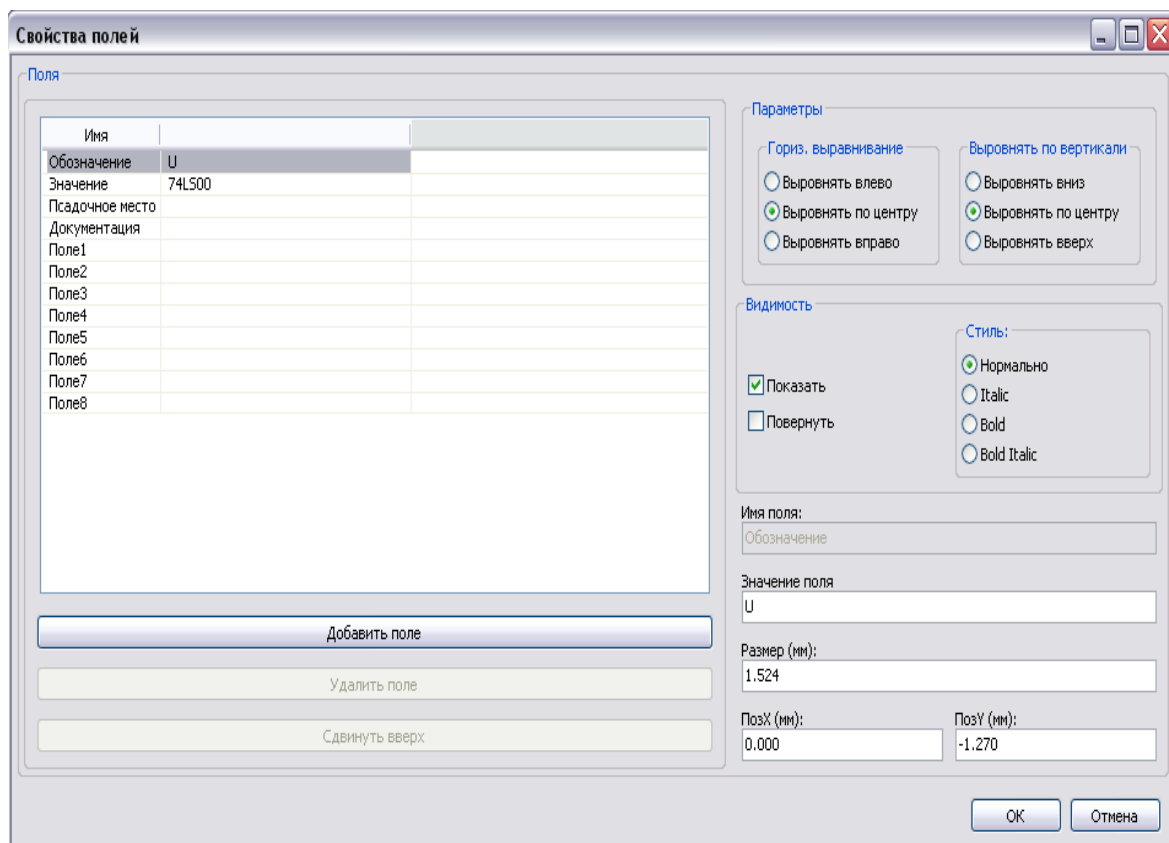 Свойства полей
Поля
Имя
Обозначение U
Значение 74LS00
Псадочное место
Документация
Поле1
Поле2
Поле3
Поле4
Поле5
Поле6
Поле7
Поле8
Добавить поле
Удалить поле
Сдвинуть вверх
Параметры
Гориз. выравнивание
Выровнять влево
Выровнять по центру
Выровнять вправо
Выровнять по вертикали
Выровнять вниз
Выровнять по центру
Выровнять вверх
Видимость
Показать
Повернуть
Стиль:
Нормально
Italic
Bold
Bold Italic
Имя поля:
Обозначение
Значение поля
U
Размер (мм):
1.524
ПозX (мм):
0.000
ПозY (мм):
-1.270
OK
Отмена